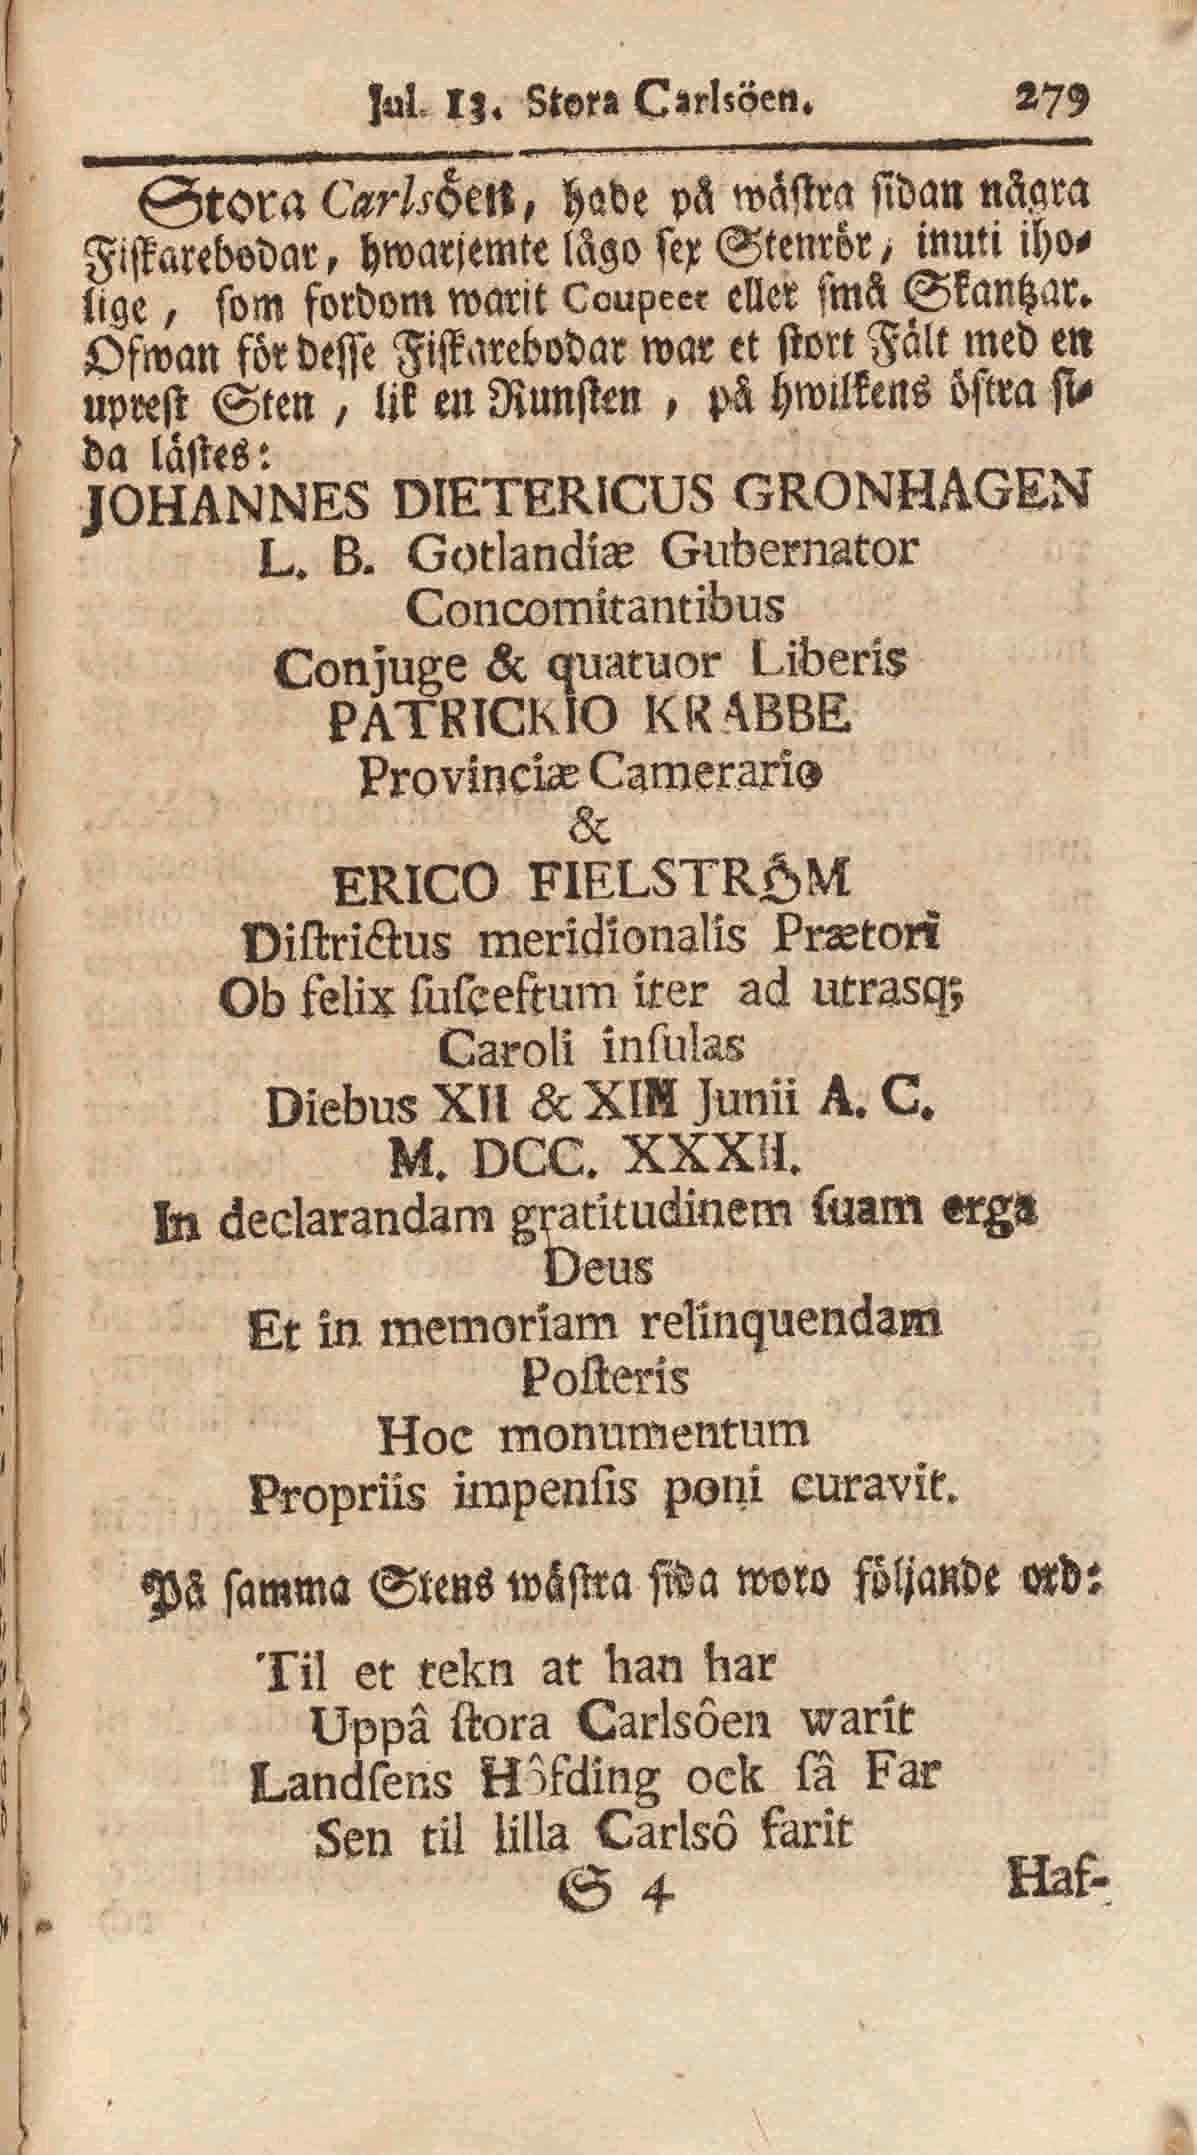 Jul. 13. Stora Carlsöen. 279
Stora Carlsöen, hade på wästra sidan några
Fiskarebodar, hwarjemte lågo sex Stenrör, inuti iho-
lige, som fordom warit Coupeer eller små Skantzar.
Ofwan för desse Fiskarebodar war et stort Fält med en
uprest Sten, lik en Runsten, på hwilkens östra si-
da lästes:
JOHANNES DIETERICUS GRONHAGEN
L. B. Gotlandiæ Gubernator
Concomitantibus
Conjuge & quatuor Liberis
PATRICKIO KRABBE
Provinciæ Camerario
&
ERICO FIELSTRÔM
Diſtrictus meridionalis Prætori
Ob felix ſuſceftum iter ad utrasq;
Caroli inſulas
Diebus XII & XIII Junii A. C.
M. DCC. XXXII.
In declarandam gratitudinem ſuam erga
Deus
Et in memoriam relinquendam
Poſteris
Hoc monumentum
Propriis impenſis poni curavit.
På samma Stens wästra sida woro följande ord:
Til et tekn at han har
Uppâ ſtora Carlsôen warit
Landſens Hôfding ock ſâ Far
Sen til lilla Carlsô farit
S 4 Haf-